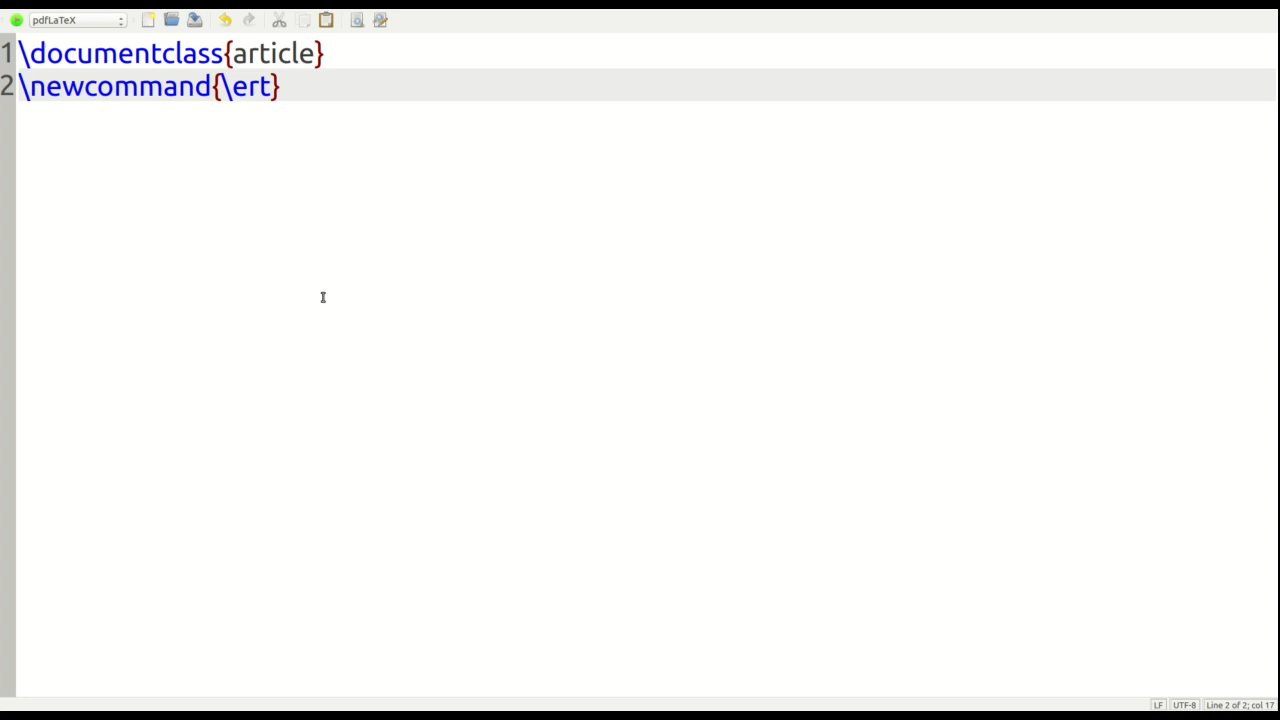 pdfLaTeX
1 \documentclass{article}
2 \newcommand{\ert}
LF UTF-8 Line 2 of 2; col 17